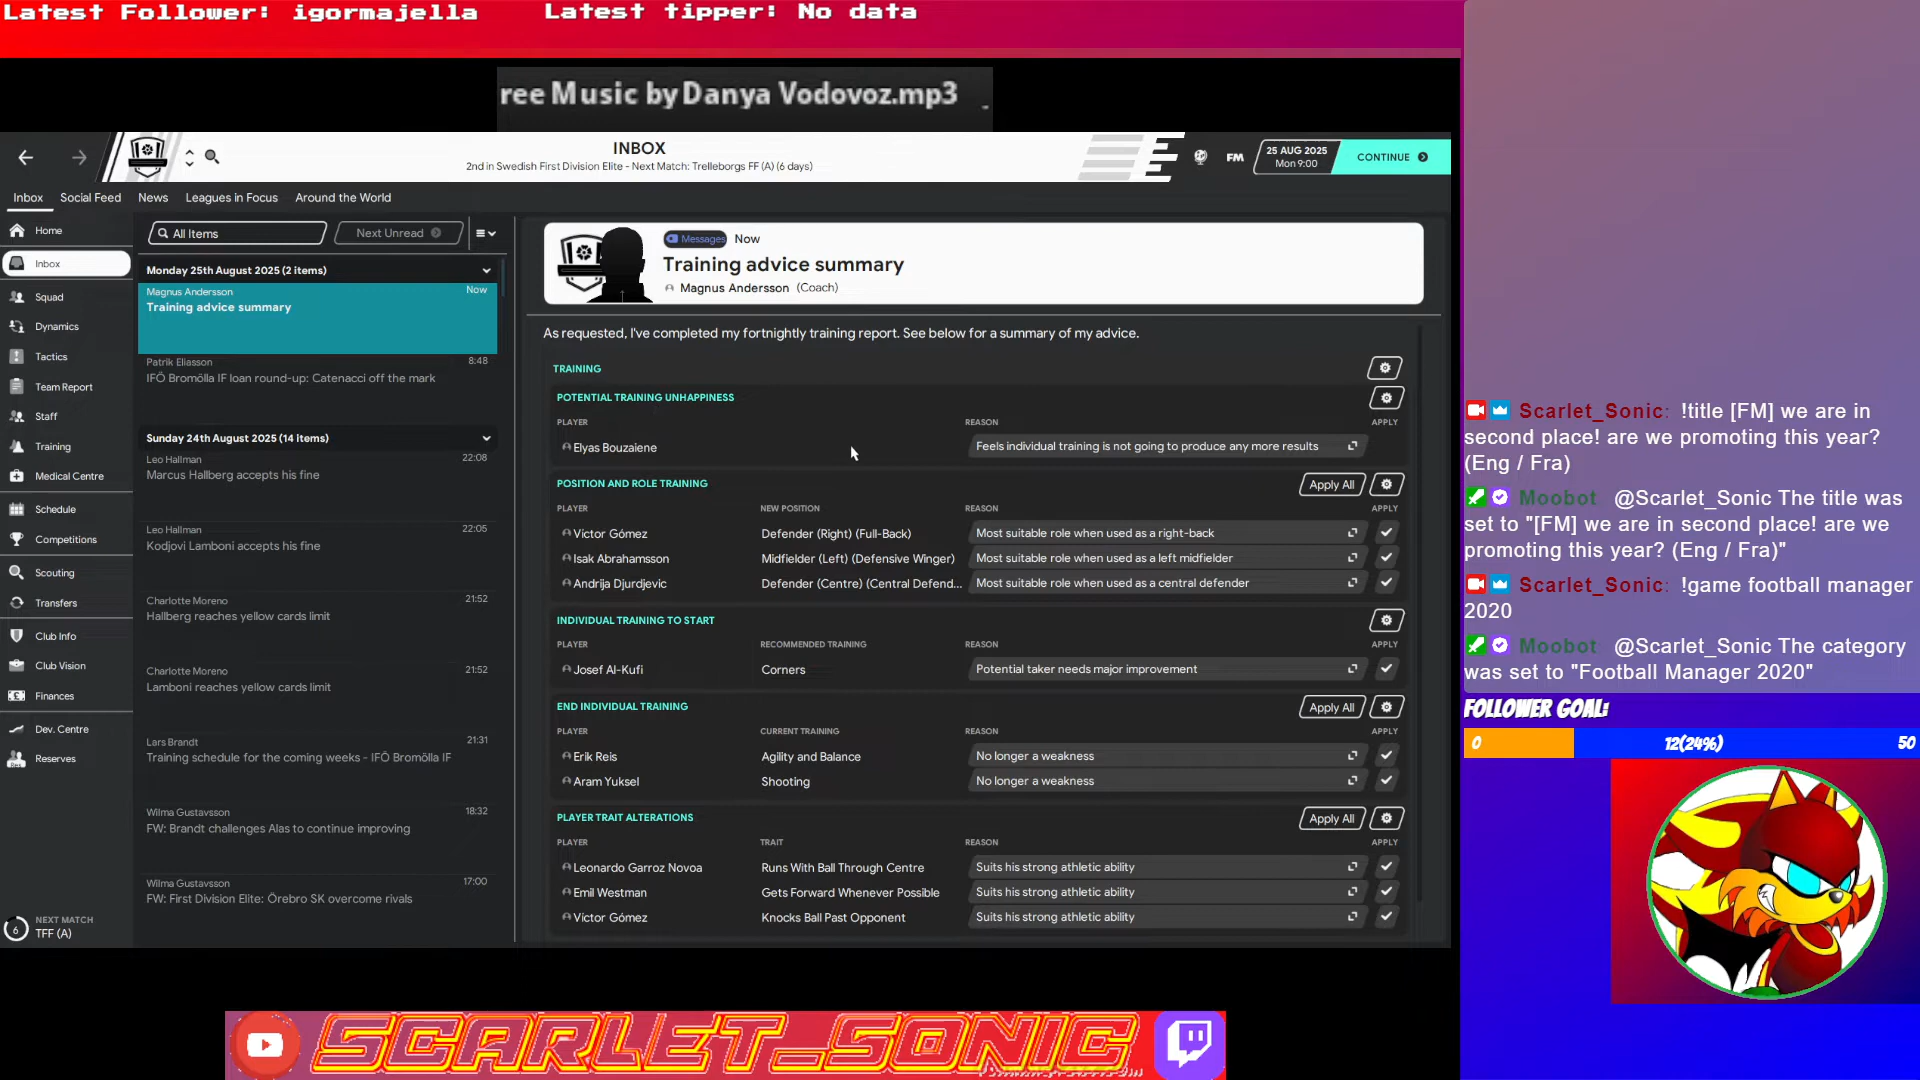 Latest Follower: igormajella
Latest tipper: No data
ree Music by Danya Vodovoz.mp3
INBOX
2nd in Swedish First Division Elite - Next Match: Trelleborgs FF (A) (6 days)
FM
25 AUG 2025
Mon 9:00
CONTINUE
Inbox
Social Feed
News
Leagues in Focus
Around the World
Home
Inbox
Squad
Dynamics
Tactics
Team Report
Staff
Training
Medical Centre
Schedule
Competitions
Scouting
Transfers
Club Info
Club Vision
Finances
Dev. Centre
Reserves
6
NEXT MATCH
TFF (A)
All Items
Next Unread
Monday 25th August 2025 (2 items)
Magnus Andersson
Now
Training advice summary
Patrik Eliasson
8:48
IFÖ Bromölla IF loan round-up: Catenacci off the mark
Sunday 24th August 2025 (14 items)
Leo Hallman
22:08
Marcus Hallberg accepts his fine
Leo Hallman
22:05
Kodjovi Lamboni accepts his fine
Charlotte Moreno
21:52
Hallberg reaches yellow cards limit
Charlotte Moreno
21:52
Lamboni reaches yellow cards limit
Lars Brandt
21:31
Training schedule for the coming weeks - IFÖ Bromölla IF
Wilma Gustavsson
18:32
FW: Brandt challenges Alas to continue improving
Wilma Gustavsson
17:00
FW: First Division Elite: Örebro SK overcome rivals
Messages
Now
Training advice summary
Magnus Andersson (Coach)
As requested, I've completed my fortnightly training report. See below for a summary of my advice.
TRAINING
POTENTIAL TRAINING UNHAPPINESS
PLAYER
REASON
APPLY
Elyas Bouzaiene
Feels individual training is not going to produce any more results
POSITION AND ROLE TRAINING
Apply All
PLAYER
NEW POSITION
REASON
APPLY
Víctor Gómez
Defender (Right) (Full-Back)
Most suitable role when used as a right-back
Isak Abrahamsson
Midfielder (Left) (Defensive Winger)
Most suitable role when used as a left midfielder
Andrija Djurdjevic
Defender (Centre) (Central Defend...
Most suitable role when used as a central defender
INDIVIDUAL TRAINING TO START
PLAYER
RECOMMENDED TRAINING
REASON
APPLY
Josef Al-Kufi
Corners
Potential taker needs major improvement
END INDIVIDUAL TRAINING
Apply All
PLAYER
CURRENT TRAINING
REASON
APPLY
Erik Reis
Agility and Balance
No longer a weakness
Aram Yuksel
Shooting
No longer a weakness
PLAYER TRAIT ALTERATIONS
Apply All
PLAYER
TRAIT
REASON
APPLY
Leonardo Garroz Novoa
Runs With Ball Through Centre
Suits his strong athletic ability
Emil Westman
Gets Forward Whenever Possible
Suits his strong athletic ability
Víctor Gómez
Knocks Ball Past Opponent
Suits his strong athletic ability
Scarlet_Sonic: !title [FM] we are in
second place! are we promoting this year?
(Eng / Fra)
Moobot: @Scarlet_Sonic The title was
set to "[FM] we are in second place! are we
promoting this year? (Eng / Fra)"
Scarlet_Sonic: !game football manager
2020
Moobot: @Scarlet_Sonic The category
was set to "Football Manager 2020"
FOLLOWER GOAL:
0
12(24%)
50
SCARLET_SONIC